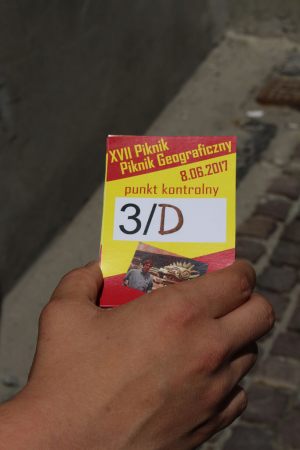 XVII Piknik
Piknik Geograficzny
8.06.2017
punkt kontrolny
3/D